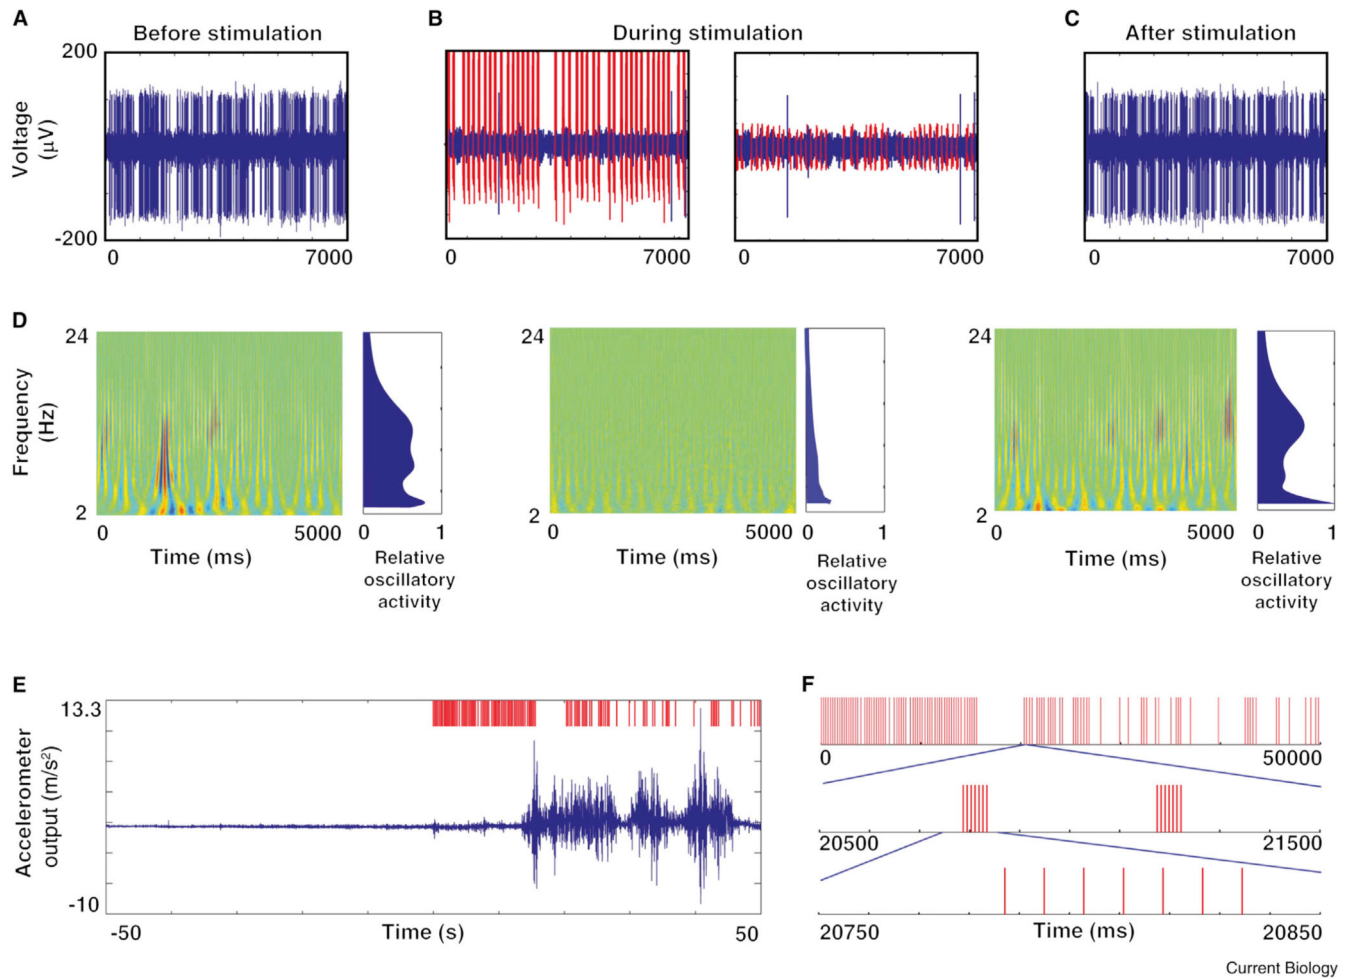 A
Before stimulation
B
During stimulation
C
After stimulation
200
-200
Voltage
(µV)
0
7000
0
7000
0
7000
0
7000
D
24
2
Frequency
(Hz)
0
5000
Time (ms)
0
1
Relative
oscillatory
activity
24
2
0
5000
Time (ms)
0
1
Relative
oscillatory
activity
24
2
0
5000
Time (ms)
0
1
Relative
oscillatory
activity
E
13.3
-10
Accelerometer
output (m/s²)
-50
Time (s)
50
F
0
50000
20500
21500
20750
Time (ms)
20850
Current Biology